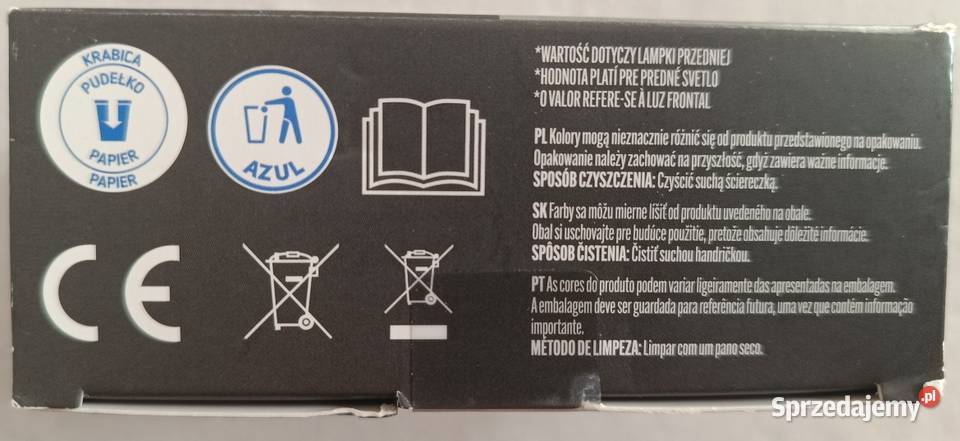 KRABICA
PUDEŁKO
PAPIER
PAPIER
AZUL
CE
*WARTOŚĆ DOTYCZY LAMPKI PRZEDNIEJ
*HODNOTA PLATÍ PRE PREDNÉ SVETLO
*O VALOR REFERE-SE À LUZ FRONTAL
PL Kolory mogą nieznacznie różnić się od produktu przedstawionego na opakowaniu.
Opakowanie należy zachować na przyszłość, gdyż zawiera ważne informacje.
SPOSÓB CZYSZCZENIA: Czyścić suchą ściereczką.
SK Farby sa môžu mierne líšiť od produktu uvedeného na obale.
Obal si uschovajte pre budúce použitie, pretože obsahuje dôležité informácie.
SPÔSOB ČISTENIA: Čistiť suchou handričkou.
PT As cores do produto podem variar ligeiramente das apresentadas na embalagem.
A embalagem deve ser guardada para referência futura, uma vez que contém informação
importante.
MÉTODO DE LIMPEZA: Limpar com um pano seco.
Sprzedajemy.pl